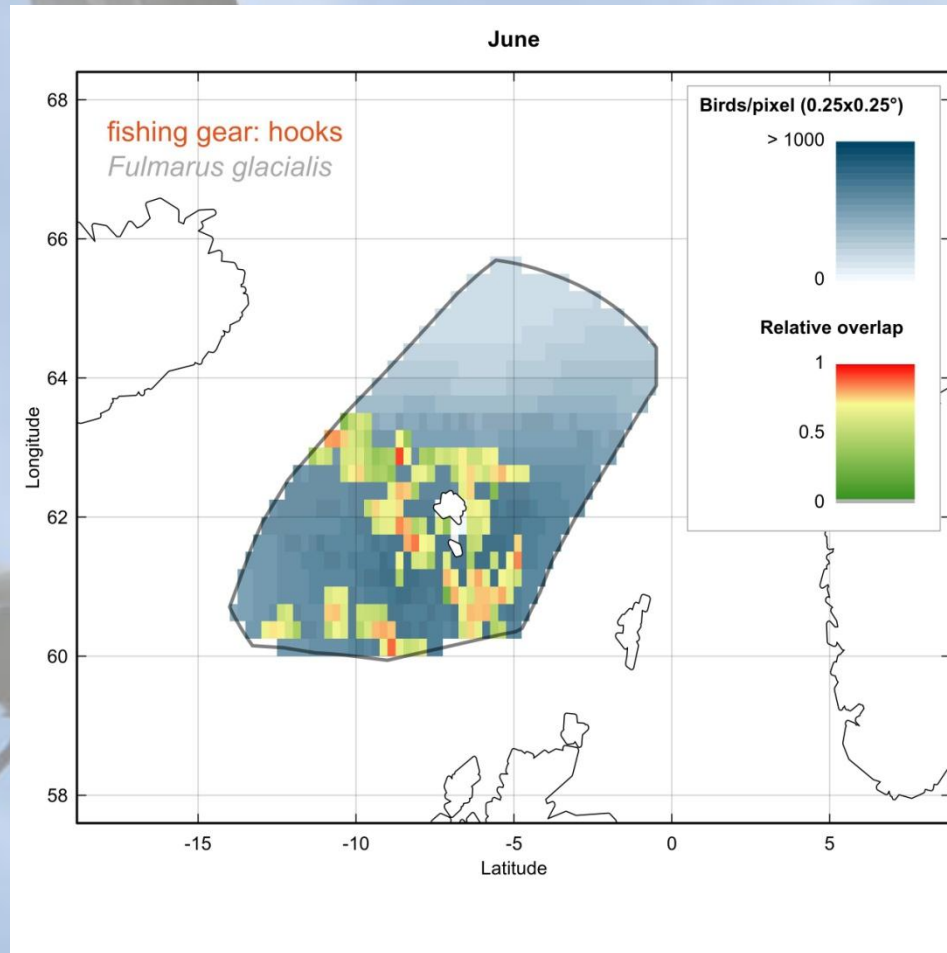 June
fishing gear: hooks
Fulmarus glacialis
Birds/pixel (0.25x0.25°)
> 1000
0
Relative overlap
1
0.5
0
68
66
64
62
60
58
Longitude
-15
-10
-5
0
5
Latitude